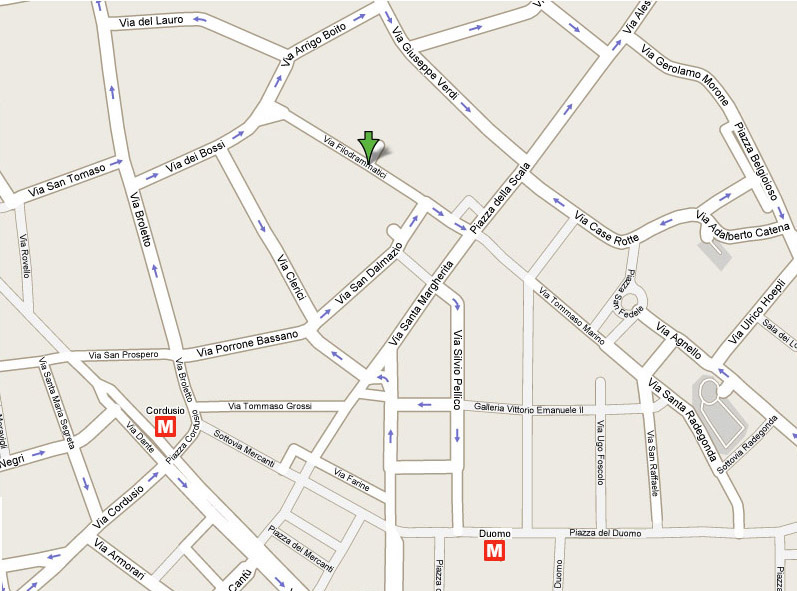 Via del Lauro
Via Arrigo Boito
Via Giuseppe Verdi
Via Gerolamo Morone
Piazza Belgioioso
Via Filodrammatici
Via dei Bossi
Via San Tomaso
Via Broletto
Via Rovello
Piazza della Scala
Via Case Rotte
Via Adalberto Catena
Via Clerici
Via San Dalmazio
Via Santa Margherita
Piazza San Fedele
Via Tommaso Marino
Via Ulrico Hoepli
Via Agnello
Via San Prospero
Via Porrone Bassano
Via Silvio Pellico
Via Broletto
Via Santa Maria Segreta
Via Tommaso Grossi
Galleria Vittorio Emanuele II
Via Santa Radegonda
Cordusio
M
Via Dante
Piazza Cordusio
Sottovia Mercanti
Via Ugo Foscolo
Via San Raffaele
Sottovia Radegonda
Negri
Via Farine
Via Cordusio
Piazza dei Mercanti
Duomo
M
Piazza del Duomo
Via Armorari
Cantù
Duomo
Piazza